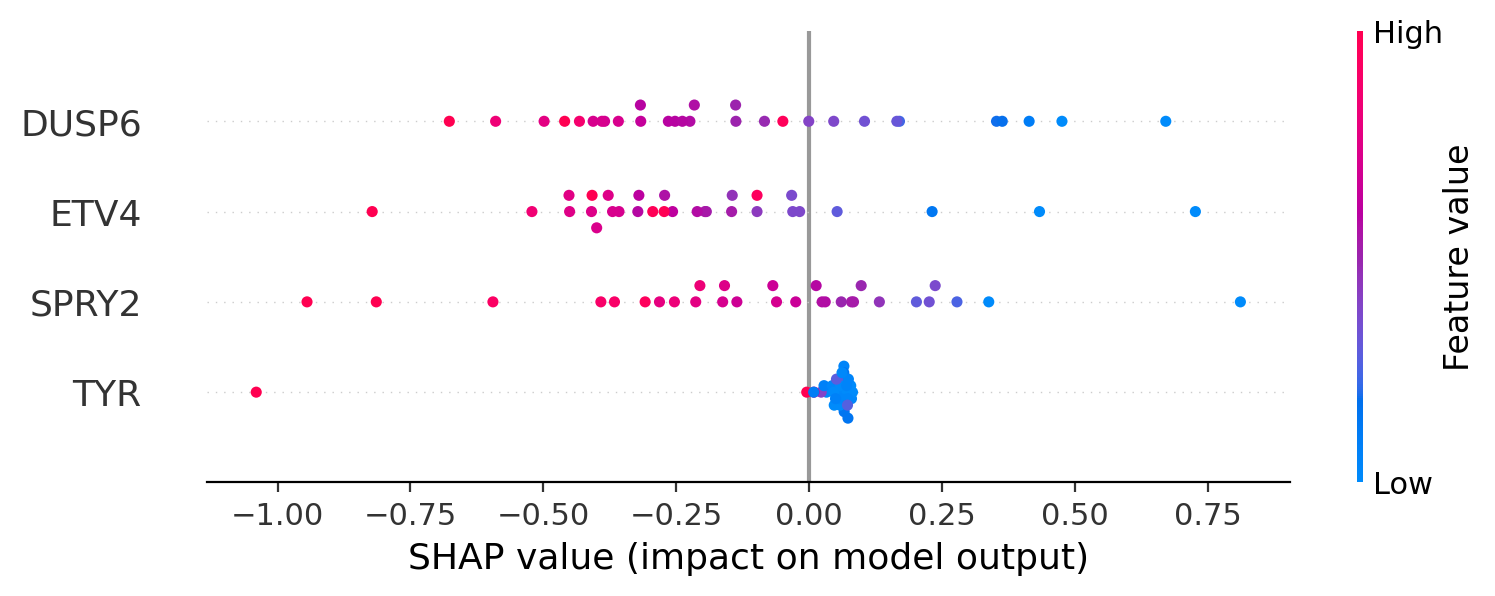 High
DUSP6
ETV4
SPRY2
TYR
Low
Feature value
−1.00 −0.75 −0.50 −0.25 0.00 0.25 0.50 0.75
SHAP value (impact on model output)